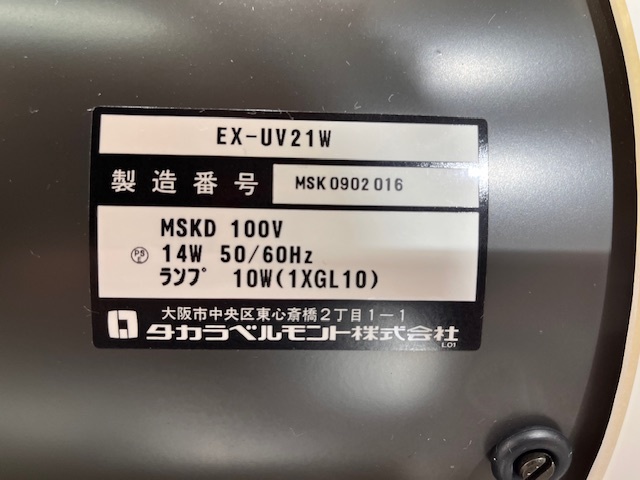 EX-UV21W
製造番号 MSK0902016
MSKD 100V
PS E 14W 50/60Hz
ﾗﾝﾌﾟ 10W(1XGL10)
大阪市中央区東心斎橋2丁目1-1
タカラベルモント株式会社
L01